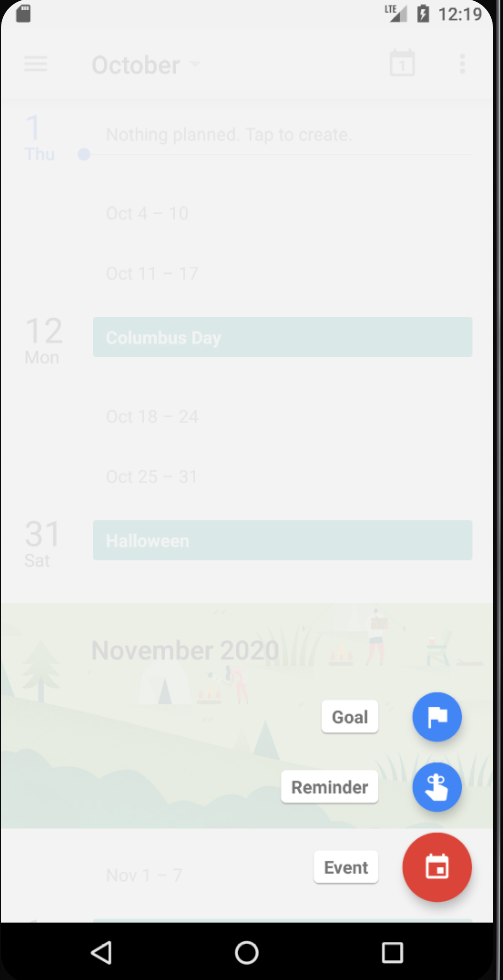 LTE 12:19
October
1
1
Nothing planned. Tap to create.
Thu
Oct 4 – 10
Oct 11 – 17
12
Mon
Columbus Day
Oct 18 – 24
Oct 25 – 31
31
Sat
Halloween
November 2020
Goal
Reminder
Event
Nov 1 – 7